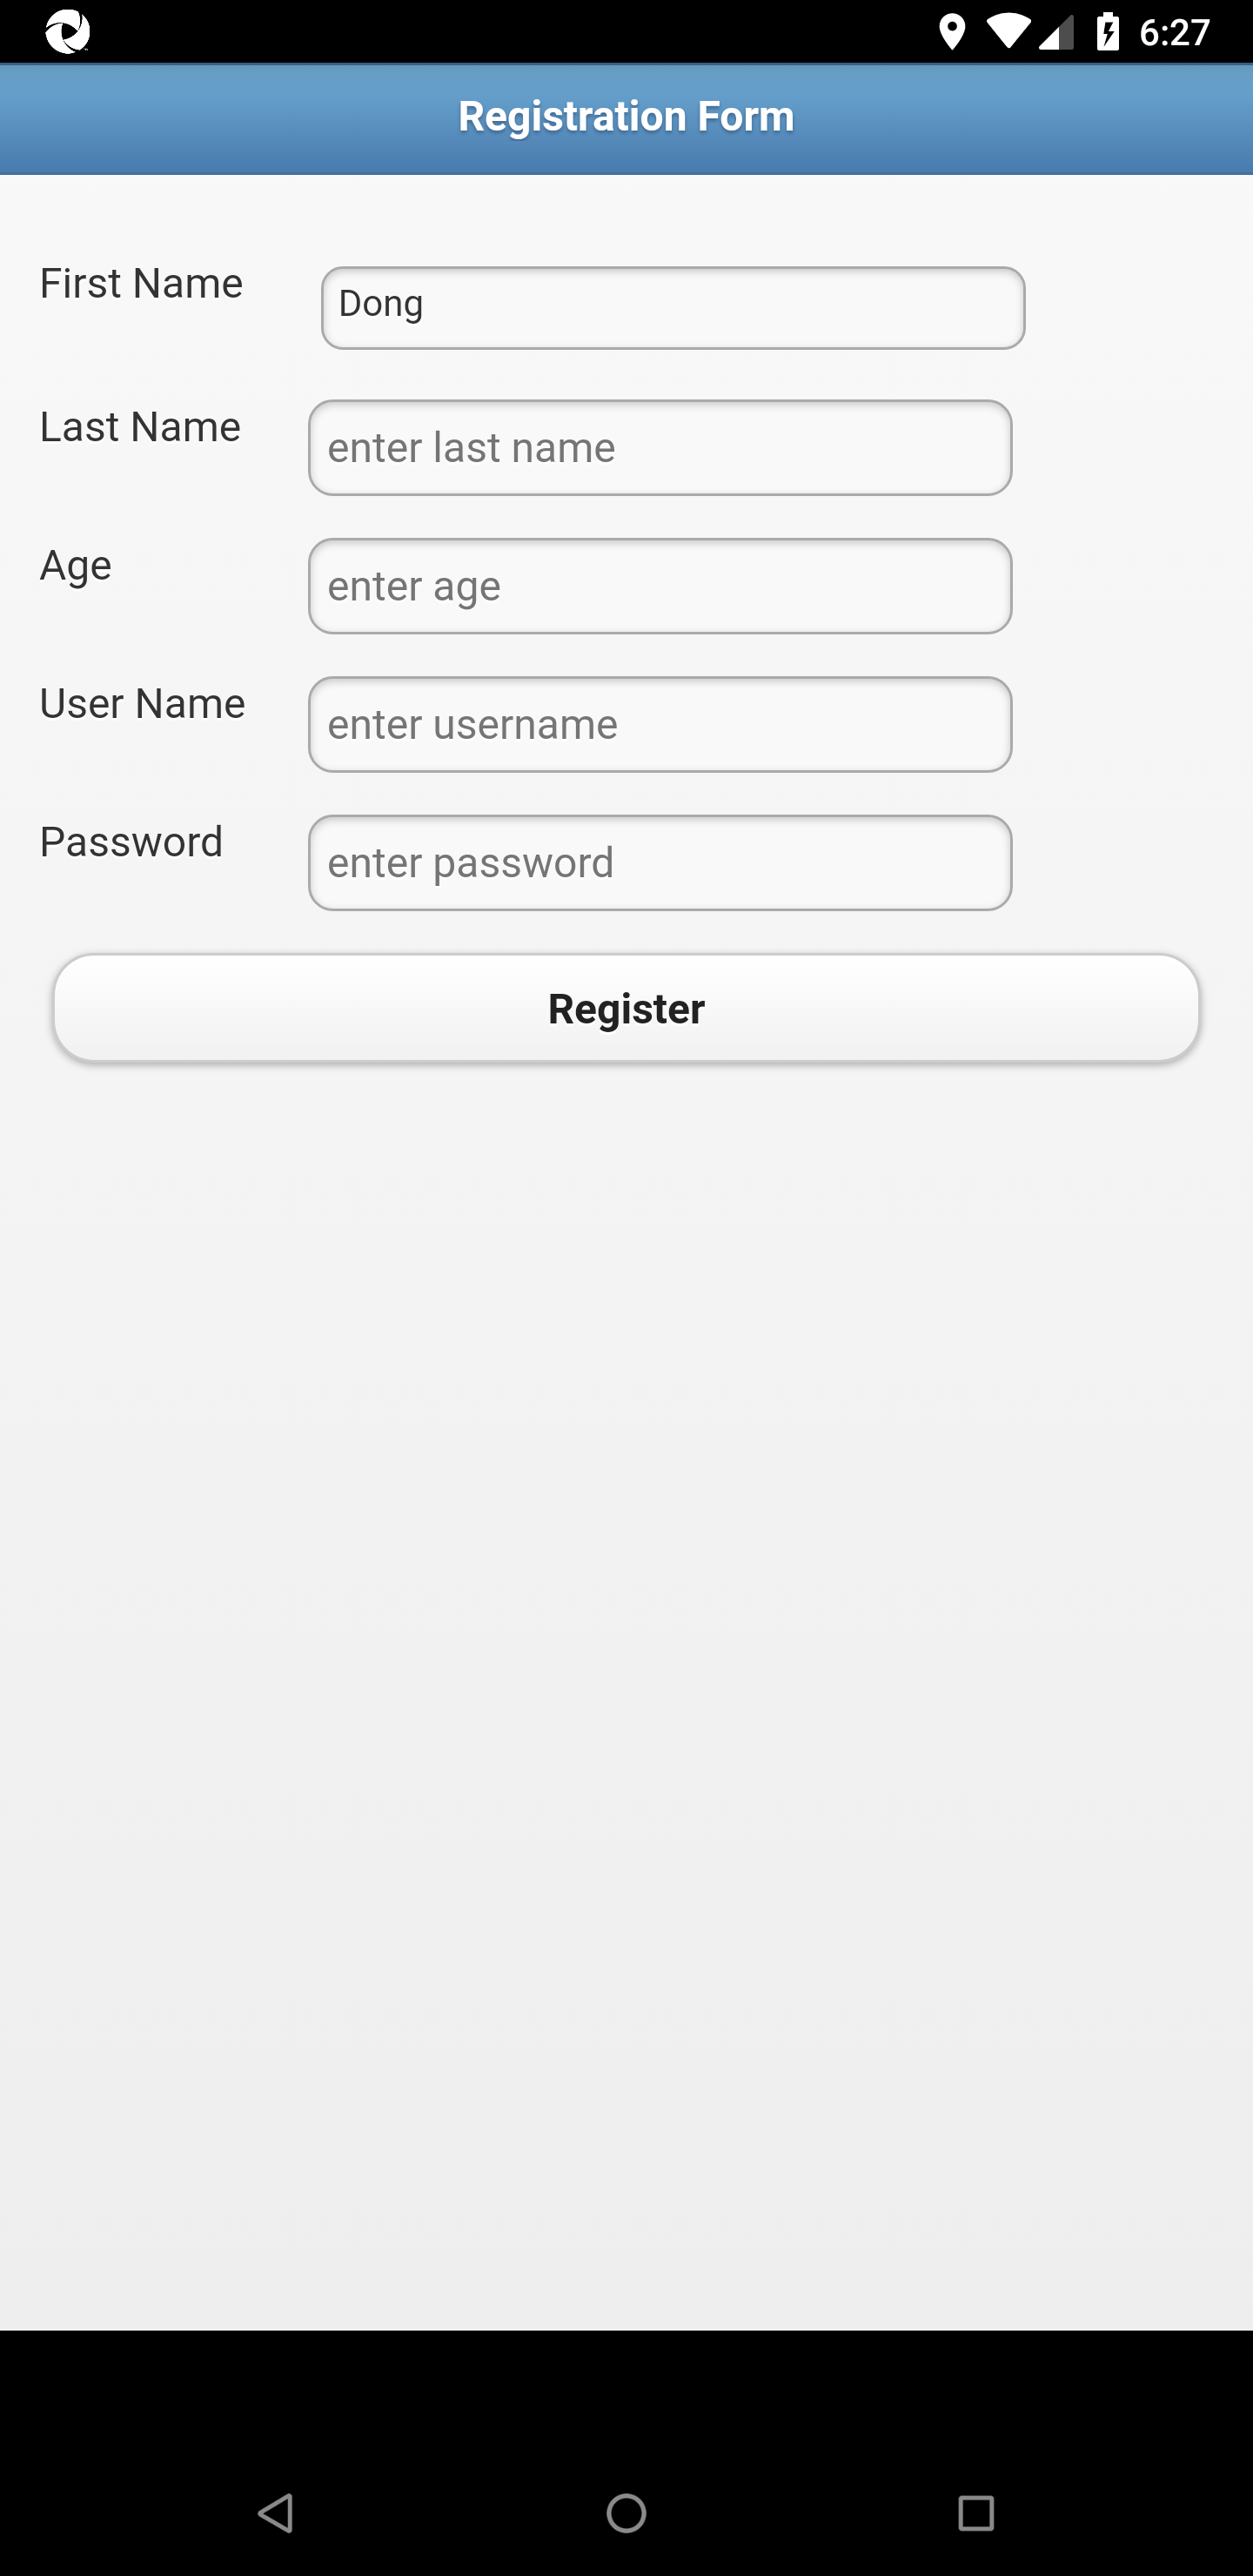 6:27
Registration Form
First Name
Dong
Last Name
enter last name
Age
enter age
User Name
enter username
Password
enter password
Register